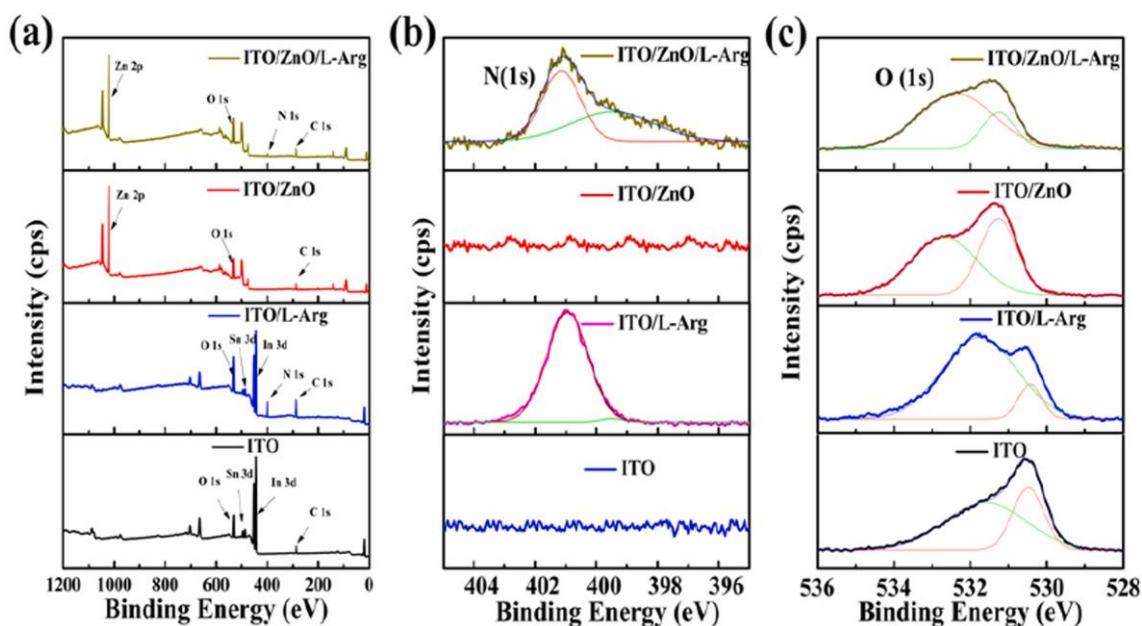 (a)
ITO/ZnO/L-Arg
Zn 2p
O 1s
N 1s
C 1s
ITO/ZnO
Zn 2p
O 1s
C 1s
ITO/L-Arg
O 1s
Sn 3d
In 3d
N 1s
C 1s
ITO
O 1s
Sn 3d
In 3d
C 1s
Intensity (cps)
1200 1000 800 600 400 200 0
Binding Energy (eV)
(b)
N(1s)
ITO/ZnO/L-Arg
ITO/ZnO
ITO/L-Arg
ITO
Intensity (cps)
404 402 400 398 396
Binding Energy (eV)
(c)
O (1s)
ITO/ZnO/L-Arg
ITO/ZnO
ITO/L-Arg
ITO
Intensity (cps)
536 534 532 530 528
Binding Energy (eV)